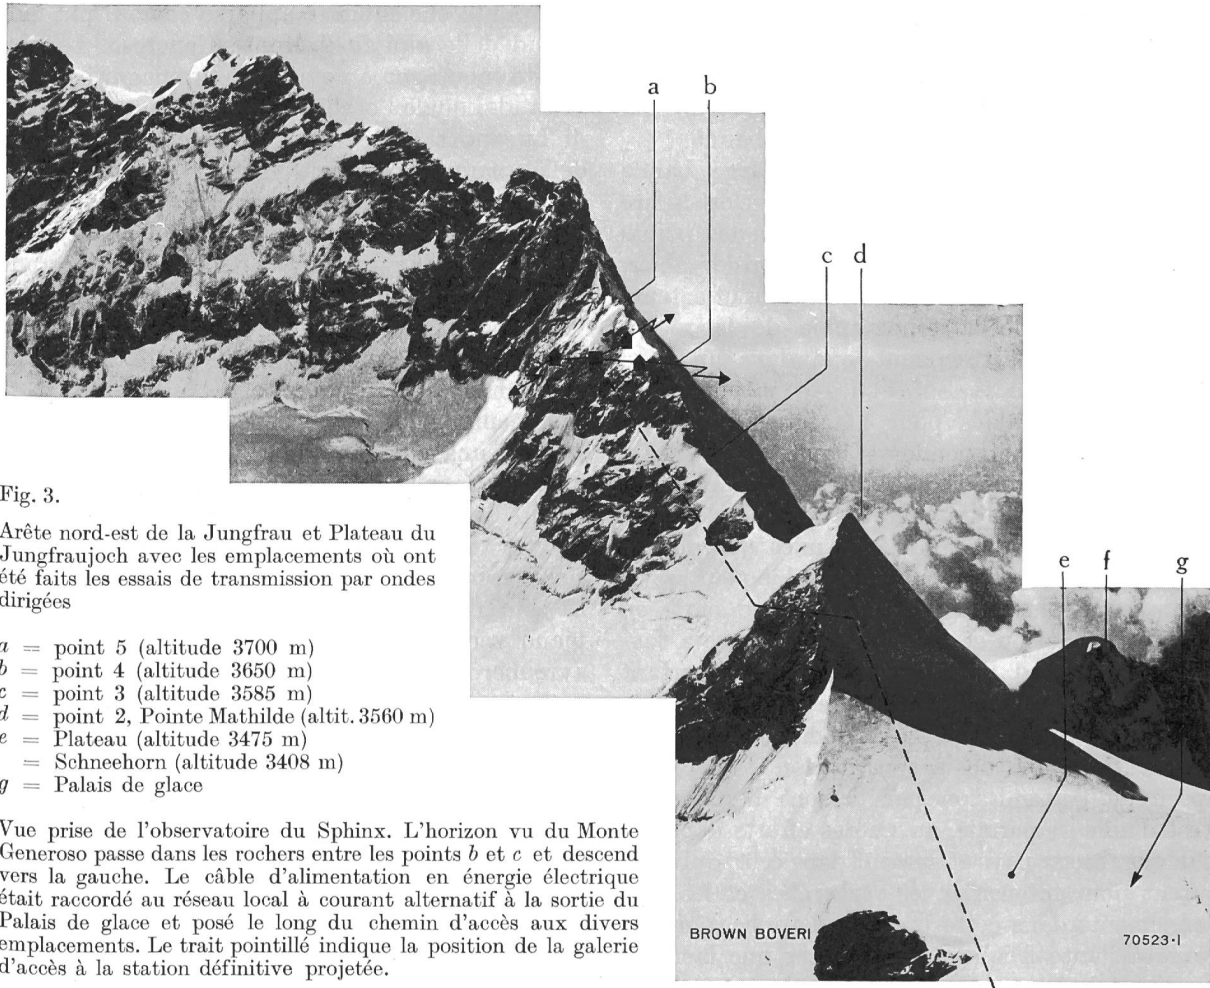 a b
c d
e f g
Fig. 3.
Arête nord-est de la Jungfrau et Plateau du
Jungfraujoch avec les emplacements où ont
été faits les essais de transmission par ondes
dirigées
a = point 5 (altitude 3700 m)
b = point 4 (altitude 3650 m)
c = point 3 (altitude 3585 m)
d = point 2, Pointe Mathilde (altit. 3560 m)
e = Plateau (altitude 3475 m)
= Schneehorn (altitude 3408 m)
g = Palais de glace
Vue prise de l'observatoire du Sphinx. L'horizon vu du Monte
Generoso passe dans les rochers entre les points b et c et descend
vers la gauche. Le câble d'alimentation en énergie électrique
était raccordé au réseau local à courant alternatif à la sortie du
Palais de glace et posé le long du chemin d'accès aux divers
emplacements. Le trait pointillé indique la position de la galerie
d'accès à la station définitive projetée.
BROWN BOVERI
70523·I